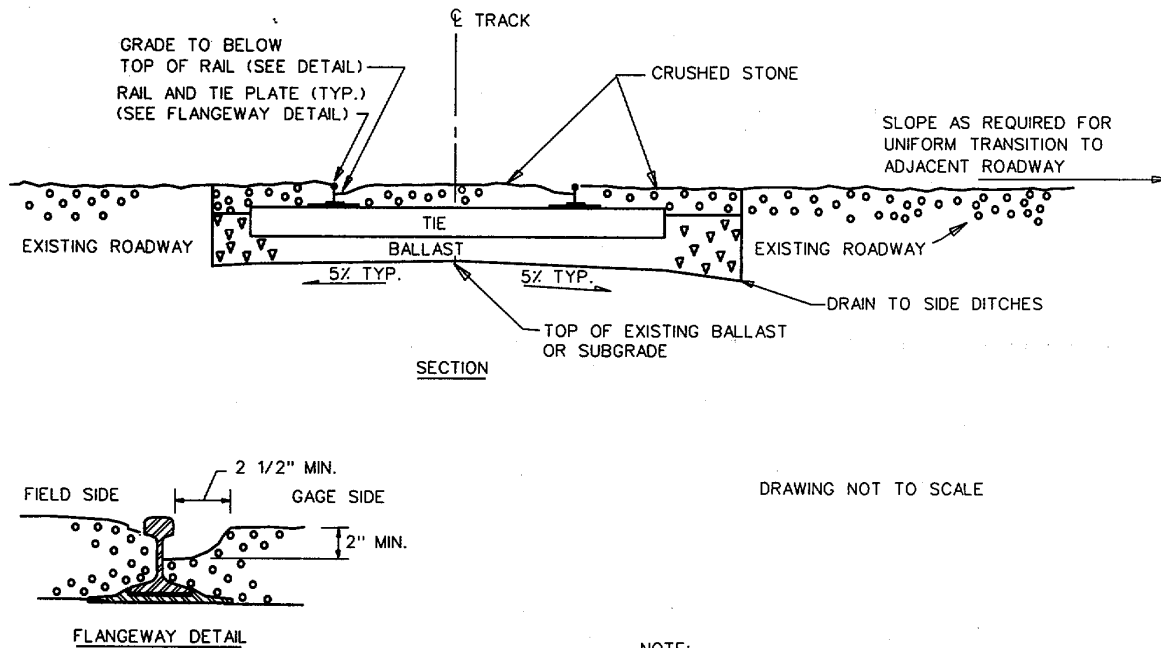 ℄ TRACK
GRADE TO BELOW
TOP OF RAIL (SEE DETAIL)
RAIL AND TIE PLATE (TYP.)
(SEE FLANGEWAY DETAIL)
CRUSHED STONE
SLOPE AS REQUIRED FOR
UNIFORM TRANSITION TO
ADJACENT ROADWAY
TIE
EXISTING ROADWAY
BALLAST
EXISTING ROADWAY
5% TYP.
5% TYP.
DRAIN TO SIDE DITCHES
TOP OF EXISTING BALLAST
OR SUBGRADE
SECTION
2 1/2" MIN.
FIELD SIDE
GAGE SIDE
DRAWING NOT TO SCALE
2" MIN.
FLANGEWAY DETAIL
NOTE: